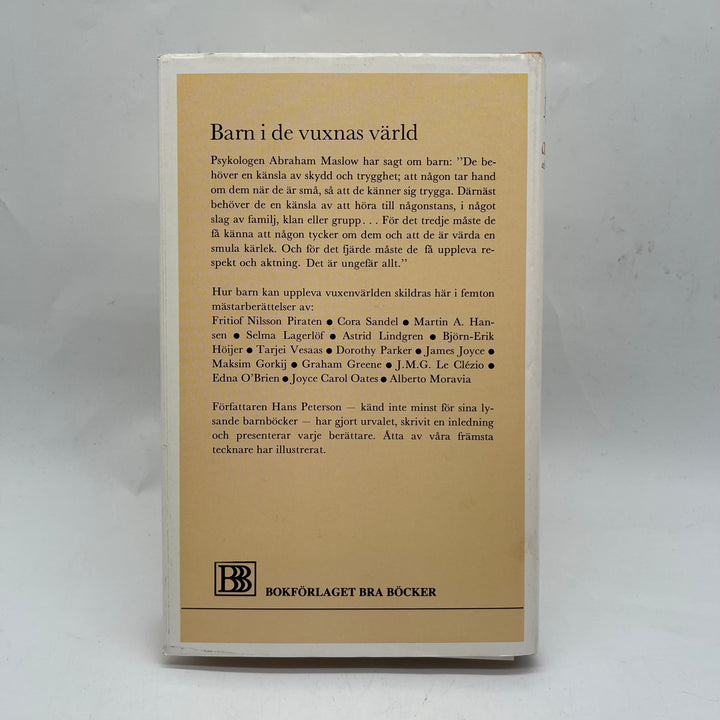 Barn i de vuxnas värld
Psykologen Abraham Maslow har sagt om barn: ”De be-
höver en känsla av skydd och trygghet; att någon tar hand
om dem när de är små, så att de känner sig trygga. Därnäst
behöver de en känsla av att höra till någonstans, i något
slag av familj, klan eller grupp... För det tredje måste de
få känna att någon tycker om dem och att de är värda en
smula kärlek. Och för det fjärde måste de få uppleva re-
spekt och aktning. Det är ungefär allt.”
Hur barn kan uppleva vuxenvärlden skildras här i femton
mästarberättelser av:
Fritiof Nilsson Piraten ● Cora Sandel ● Martin A. Han-
sen ● Selma Lagerlöf ● Astrid Lindgren ● Björn-Erik
Höijer ● Tarjei Vesaas ● Dorothy Parker ● James Joyce ●
Maksim Gorkij ● Graham Greene ● J.M.G. Le Clézio ●
Edna O’Brien ● Joyce Carol Oates ● Alberto Moravia
Författaren Hans Peterson — känd inte minst för sina ly-
sande barnböcker — har gjort urvalet, skrivit en inledning
och presenterar varje berättare. Åtta av våra främsta
tecknare har illustrerat.
BBB BOKFÖRLAGET BRA BÖCKER